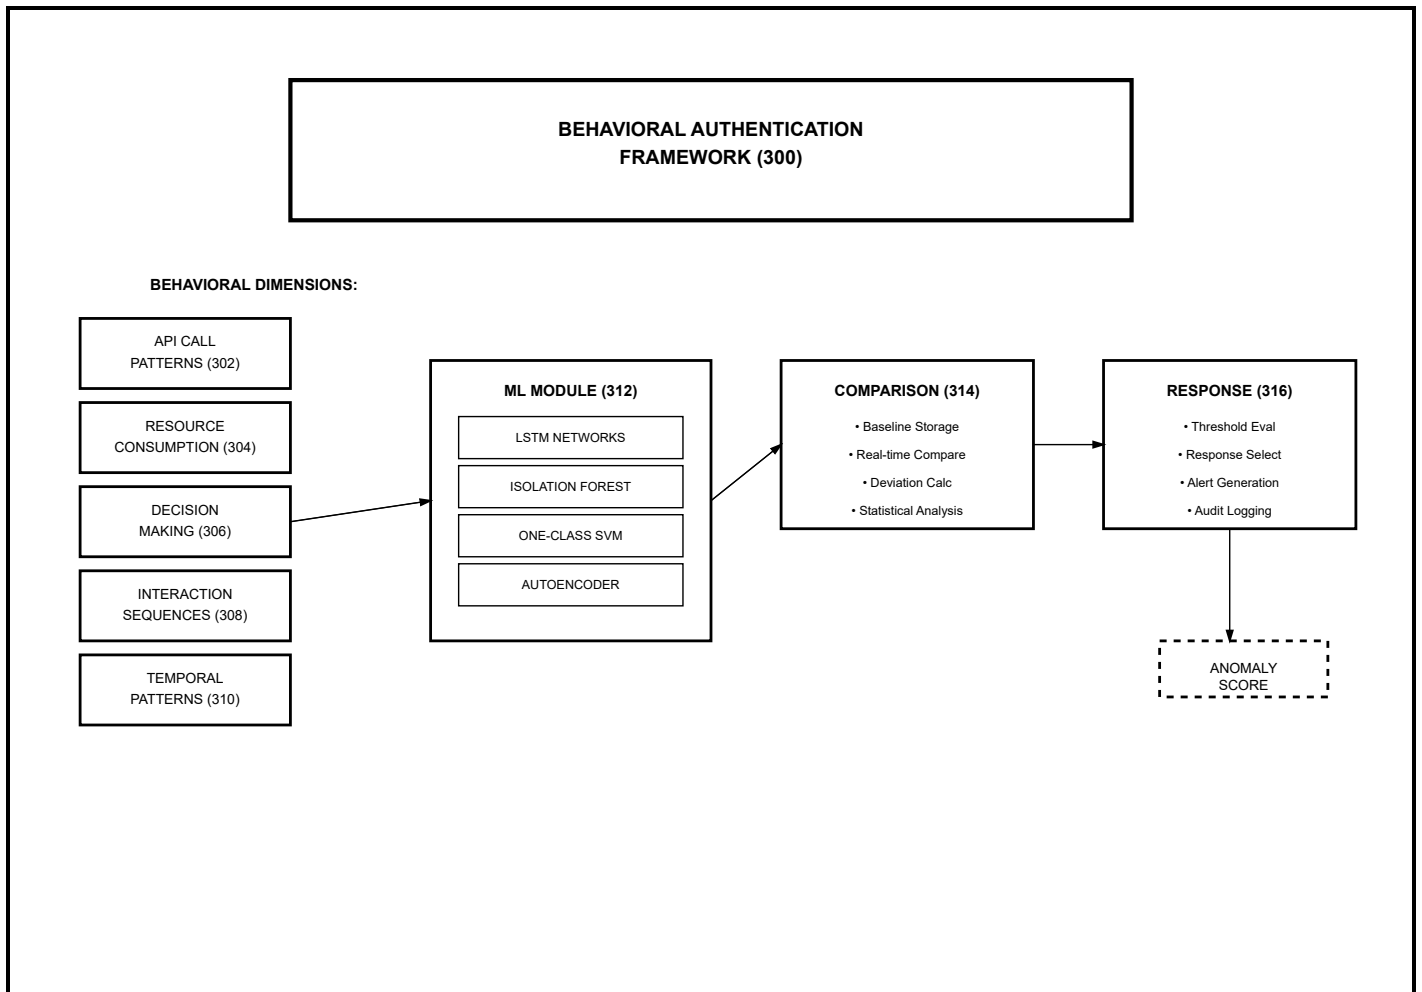 BEHAVIORAL AUTHENTICATION
FRAMEWORK (300)
BEHAVIORAL DIMENSIONS:
API CALL
PATTERNS (302)
RESOURCE
CONSUMPTION (304)
DECISION
MAKING (306)
INTERACTION
SEQUENCES (308)
TEMPORAL
PATTERNS (310)
ML MODULE (312)
LSTM NETWORKS
ISOLATION FOREST
ONE-CLASS SVM
AUTOENCODER
COMPARISON (314)
• Baseline Storage
• Real-time Compare
• Deviation Calc
• Statistical Analysis
RESPONSE (316)
• Threshold Eval
• Response Select
• Alert Generation
• Audit Logging
ANOMALY
SCORE